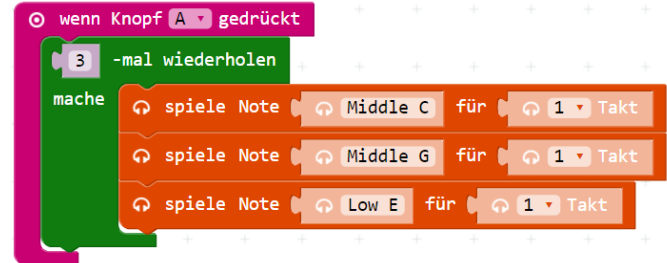 wenn Knopf A gedrückt
3 -mal wiederholen
mache spiele Note Middle C für 1 Takt
spiele Note Middle G für 1 Takt
spiele Note Low E für 1 Takt